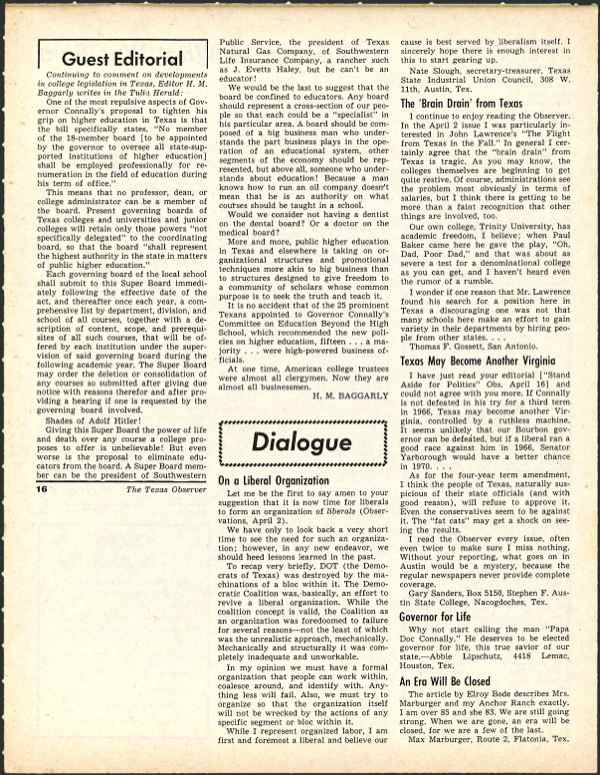 Guest Editorial
Continuing to comment on developments
in college legislation in Texas, Editor H. M.
Baggarly writes in the Tulia Herald:
One of the most repulsive aspects of Gov-
ernor Connally's proposal to tighten his
grip on higher education in Texas is that
the bill specifically states, "No member
of the 18-member board [to be appointed
by the governor to oversee all state-sup-
ported institutions of higher education]
shall be employed professionally for re-
numeration in the field of education during
his term of office."
This means that no professor, dean, or
college administrator can be a member of
the board. Present governing boards of
Texas colleges and universities and junior
colleges will retain only those powers "not
specifically delegated" to the coordinating
board, so that the board "shall represent
the highest authority in the state in matters
of public higher education."
Each governing board of the local school
shall submit to this Super Board immedi-
ately following the effective date of the
act, and thereafter once each year, a com-
prehensive list by department, division, and
school of all courses, together with a de-
scription of content, scope, and prerequi-
sites of all such courses, that will be of-
fered by each institution under the super-
vision of said governing board during the
following academic year. The Super Board
may order the deletion or consolidation of
any courses so submitted after giving due
notice with reasons therefor and after pro-
viding a hearing if one is requested by the
governing board involved.
Shades of Adolf Hitler!
Giving this Super Board the power of life
and death over any course a college pro-
poses to offer is unbelievable! But even
worse is the proposal to eliminate edu-
cators from the board. A Super Board mem-
ber can be the president of Southwestern
16 The Texas Observer
Public Service, the president of Texas
Natural Gas Company, of Southwestern
Life Insurance Company, a rancher such
as J. Evetts Haley, but he can't be an
educator!
We would be the last to suggest that the
board be confined to educators. Any board
should represent a cross-section of our peo-
ple so that each could be a "specialist" in
his particular area. A board should be com-
posed of a big business man who under-
stands the part business plays in the ope-
ration of an educational system, other
segments of the economy should be rep-
resented, but above all, someone who under-
stands about education! Because a man
knows how to run an oil company doesn't
mean that he is an authority on what
courses should be taught in a school.
Would we consider not having a dentist
on the dental board? Or a doctor on the
medical board?
More and more, public higher education
in Texas and elsewhere is taking on or-
ganizational structures and promotional
techniques more akin to big business than
to structures designed to give freedom to
a community of scholars whose common
purpose is to seek the truth and teach it.
It is no accident that of the 25 prominent
Texans appointed to Governor Connally's
Committee on Education Beyond the High
School, which recommended the new poli-
cies on higher education, fifteen . . . a ma-
jority . . . were high-powered business of-
ficials.
At one time, American college trustees
were almost all clergymen. Now they are
almost all businessmen.
H. M. BAGGARLY
Dialogue
On a Liberal Organization
Let me be the first to say amen to your
suggestion that it is now time for liberals
to form an organization of liberals (Obser-
vations, April 2).
We have only to look back a very short
time to see the need for such an organiza-
tion; however, in any new endeavor, we
should heed lessons learned in the past.
To recap very briefly, DOT (the Demo-
crats of Texas) was destroyed by the ma-
chinations of a bloc within it. The Demo-
cratic Coalition was, basically, an effort to
revive a liberal organization. While the
coalition concept is valid, the Coalition as
an organization was foredoomed to failure
for several reasons—not the least of which
was the unrealistic approach, mechanically.
Mechanically and structurally it was com-
pletely inadequate and unworkable.
In my opinion we must have a formal
organization that people can work within,
coalesce around, and identify with. Any-
thing less will fail. Also, we must try to
organize so that the organization itself
will not be wrecked by the actions of any
specific segment or bloc within it.
While I represent organized labor, I am
first and foremost a liberal and believe our
cause is best served by liberalism itself. I
sincerely hope there is enough interest in
this to start gearing up.
Nate Slough, secretary-treasurer, Texas
State Industrial Union Council, 308 W.
11th, Austin, Tex.
The 'Brain Drain' from Texas
I continue to enjoy reading the Observer.
In the April 2 issue I was particularly in-
terested in John Lawrence's "The Flight
from Texas in the Fall." In general I cer-
tainly agree that the "brain drain" from
Texas is tragic. As you may know, the
colleges themselves are beginning to get
quite restive. Of course, administrations see
the problem most obviously in terms of
salaries, but I think there is getting to be
more than a faist recognition that other
things are involved, too.
Our own college, Trinity University, has
academic freedom, I believe; when Paul
Baker came here he gave the play, "Oh,
Dad, Poor Dad," and that was about as
severe a test for a denominational college
as you can get, and I haven't heard even
the rumor of a rumble.
I wonder if one reason that Mr. Lawrence
found his search for a position here in
Texas a discouraging one was not that
many schools here make an effort to gain
variety in their departments by hiring peo-
ple from other states. . . .
Thomas F. Gossett, San Antonio.
Texas May Become Another Virginia
I have just read your editorial ["Stand
Aside for Politics" Obs. April 16] and
could not agree with you more. If Connally
is not defeated in his try for a third term
in 1966, Texas may become another Vir-
ginia, controlled by a ruthless machine.
It seems unlikely that our Bourbon gov-
ernor can be defeated, but if a liberal ran a
good race against him in 1966, Senator
Yarborough would have a better chance
in 1970. . . .
As for the four-year term amendment,
I think the people of Texas, naturally sus-
picious of their state officials (and with
good reason), will refuse to approve it.
Even the conservatives seem to be against
it. The "fat cats" may get a shock on see-
ing the results.
I read the Observer every issue, often
even twice to make sure I miss nothing.
Without your reporting, what goes on in
Austin would be a mystery, because the
regular newspapers never provide complete
coverage.
Gary Sanders, Box 5150, Stephen F. Aus-
tin State College, Nacogdoches, Tex.
Governor for Life
Why not start calling the man "Papa
Doc Connally." He deserves to be elected
governor for life, this true savior of our
state.—Abbie Lipschutz, 4418 Lemac,
Houston, Tex.
An Era Will Be Closed
The article by Elroy Bode describes Mrs.
Marburger and my Anchor Ranch exactly.
I am over 85 and she 83. We are still going
strong. When we are gone, an era will be
closed, for we are a few of the last.
Max Marburger, Route 2, Flatonia, Tex.